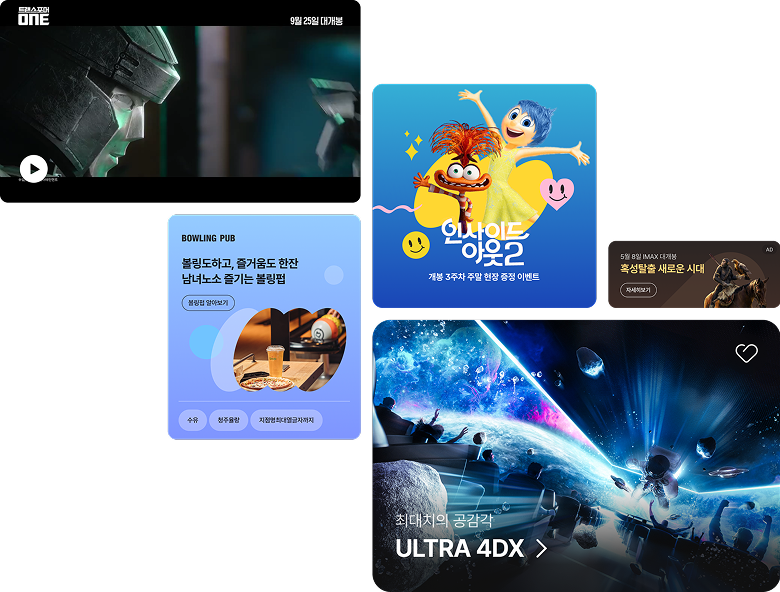 트랜스포머
ONE
9월 25일 대개봉
BOWLING PUB
볼링도하고, 즐거움도 한잔
남녀노소 즐기는 볼링펍
볼링펍 알아보기
수유
청주율량
지점명최대열글자까지
인사이드
아웃2
개봉 3주차 주말 현장 증정 이벤트
AD
5월 8일 IMAX 대개봉
혹성탈출 새로운 시대
자세히보기
최대치의 공감각
ULTRA 4DX